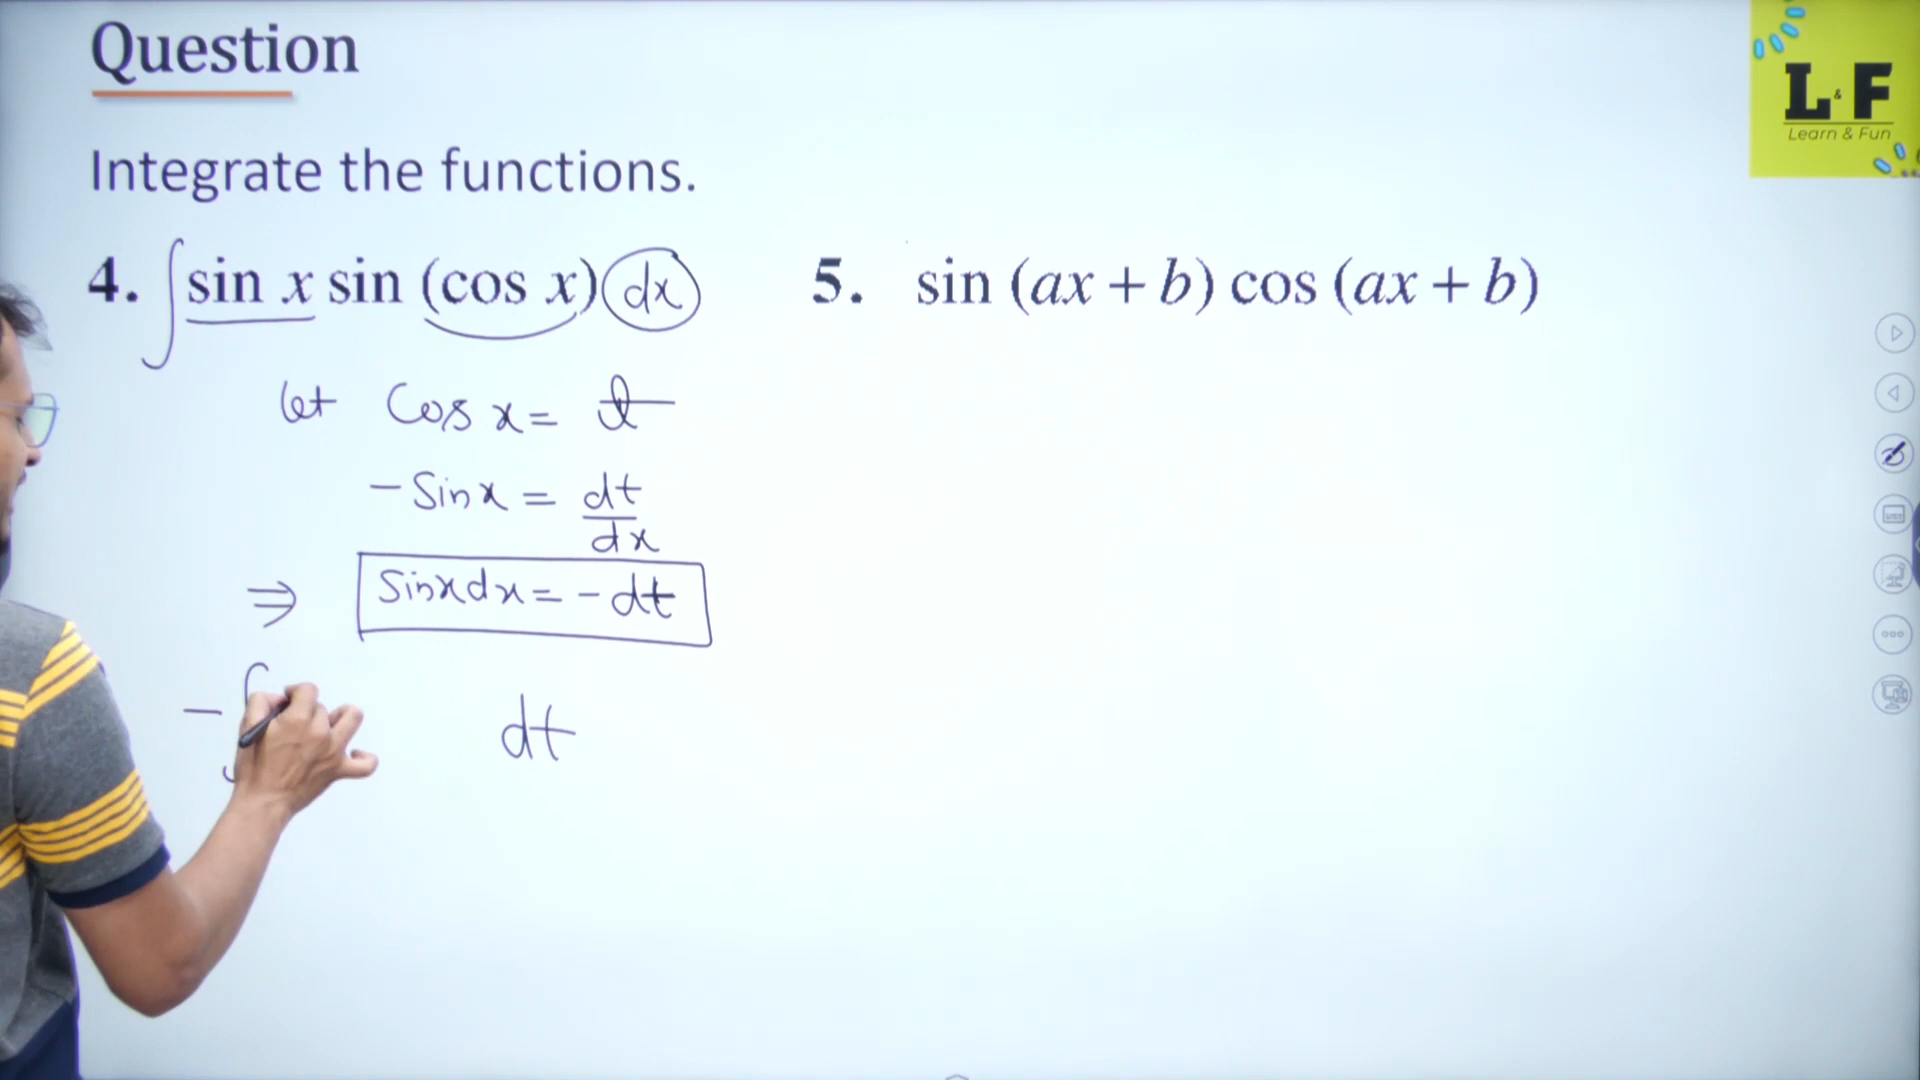 Question
L&F
Learn & Fun
Integrate the functions.
4. ∫ sin x sin (cos x) dx
5. sin (ax + b) cos (ax + b)
let Cos x = t
- Sin x = dt/dx
⇒ Sinx dx = - dt
- ∫ dt